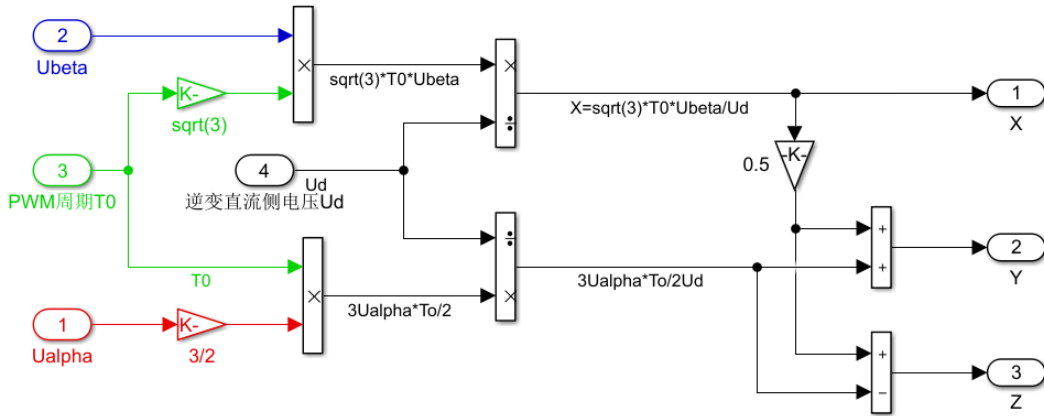 2
Ubeta
K-
sqrt(3)
×
sqrt(3)*T0*Ubeta
×
÷
X=sqrt(3)*T0*Ubeta/Ud
1
X
-K-
0.5
3
PWM周期T0
4
Ud
逆变直流侧电压Ud
T0
×
3Ualpha*To/2
÷
×
3Ualpha*To/2Ud
+
+
2
Y
1
Ualpha
K-
3/2
+
−
3
Z